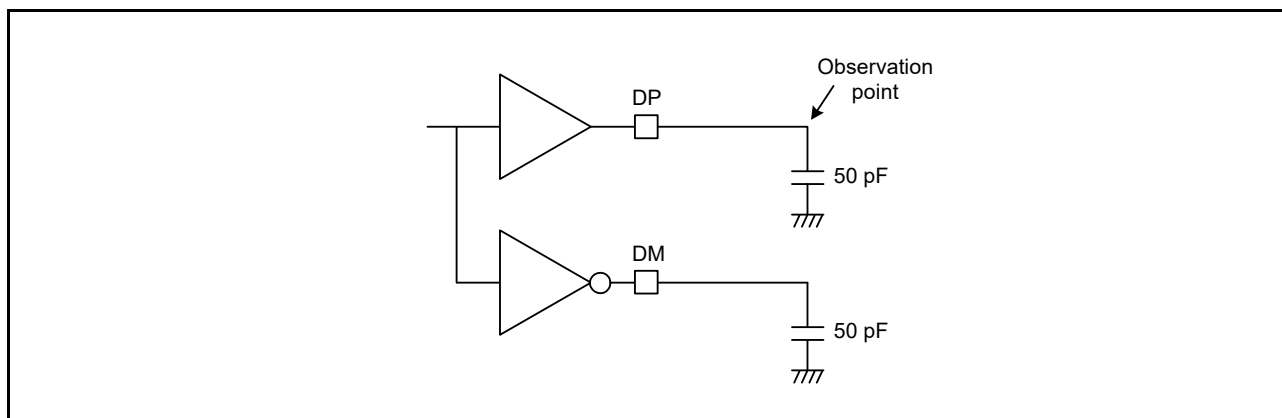 Observation
point
DP
50 pF
DM
50 pF